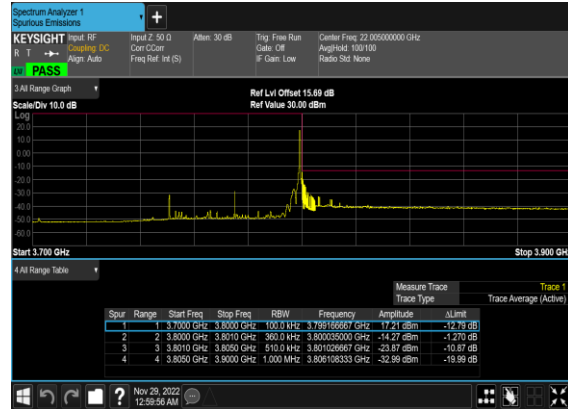 Spectrum Analyzer 1
Spurious Emissions
KEYSIGHT Input: RF Input Z: 50 Ω Atten: 30 dB Trig: Free Run Center Freq: 22.005000000 GHz
R T Coupling: DC Corr CCorr Gate: Off Avg|Hold: 100/100
Align: Auto Freq Ref: Int (S) IF Gain: Low Radio Std: None
PASS
3 All Range Graph Ref Lvl Offset 15.69 dB
Scale/Div 10.0 dB Ref Value 30.00 dBm
Log
20.0
10.0
0.00
-10.0
-20.0
-30.0
-40.0
-50.0
-60.0
Start 3.700 GHz Stop 3.900 GHz
4 All Range Table
Measure Trace Trace 1
Trace Type Trace Average (Active)
Spur Range Start Freq Stop Freq RBW Frequency Amplitude ΔLimit
1 1 3.7000 GHz 3.8000 GHz 100.0 kHz 3.799166667 GHz 17.21 dBm -12.79 dB
2 2 3.8000 GHz 3.8010 GHz 360.0 kHz 3.800035000 GHz -14.27 dBm -1.270 dB
3 3 3.8010 GHz 3.8050 GHz 510.0 kHz 3.801026667 GHz -23.87 dBm -10.87 dB
4 4 3.8050 GHz 3.9000 GHz 1.000 MHz 3.806108333 GHz -32.99 dBm -19.99 dB
? Nov 29, 2022
12:59:56 AM